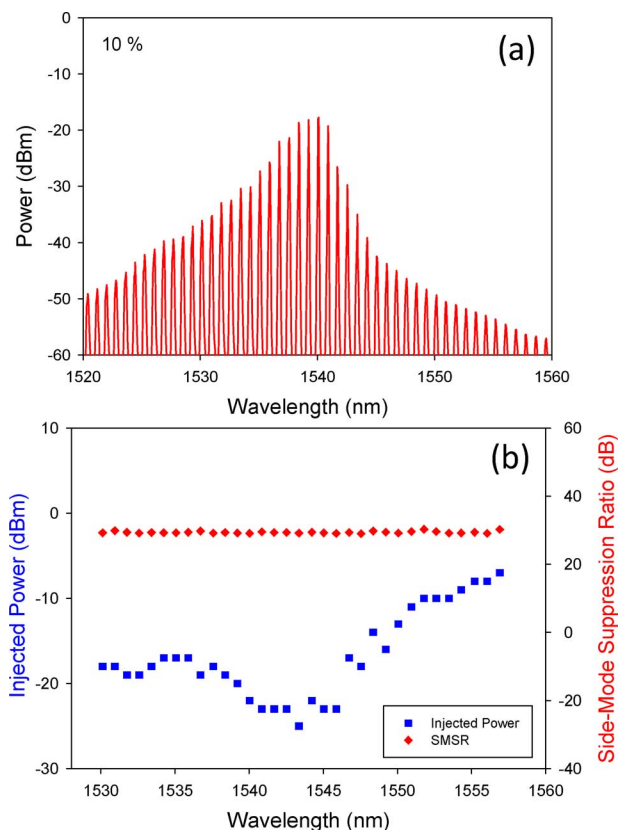 0
10 %
(a)
-10
-20
Power (dBm)
-30
-40
-50
-60
1520 1530 1540 1550 1560
Wavelength (nm)
10 60
(b)
0 40
Injected Power (dBm)
Side-Mode Suppression Ratio (dB)
20
-10
0
-20 -20
Injected Power
SMSR
-30 -40
1530 1535 1540 1545 1550 1555 1560
Wavelength (nm)